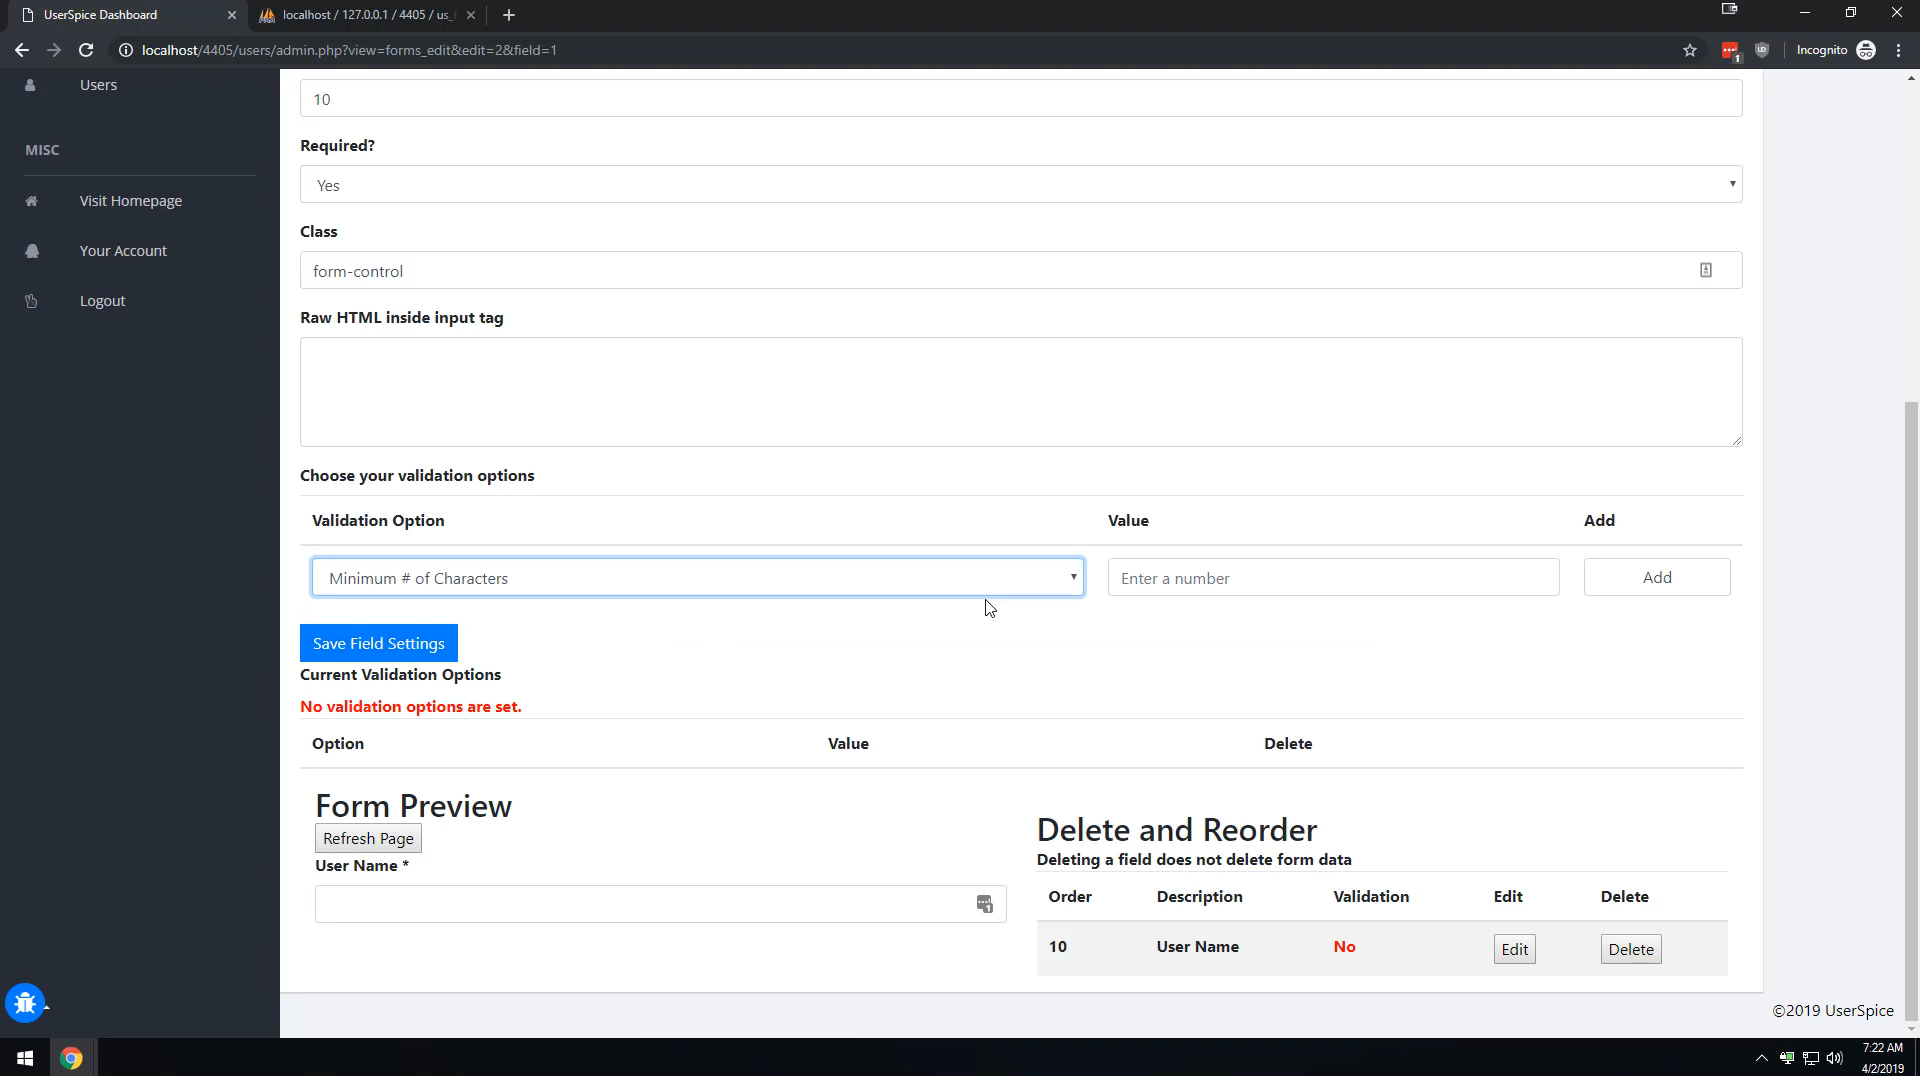 UserSpice Dashboard
localhost / 127.0.0.1 / 4405 / us_
localhost/4405/users/admin.php?view=forms_edit&edit=2&field=1
1
Incognito
Users
MISC
Visit Homepage
Your Account
Logout
10
Required?
Yes
Class
form-control
Raw HTML inside input tag
Choose your validation options
Validation Option Value Add
Minimum # of Characters Enter a number Add
Save Field Settings
Current Validation Options
No validation options are set.
Option Value Delete
Form Preview
Refresh Page
User Name *
1
Delete and Reorder
Deleting a field does not delete form data
Order Description Validation Edit Delete
10 User Name No Edit Delete
©2019 UserSpice
7:22 AM
4/2/2019